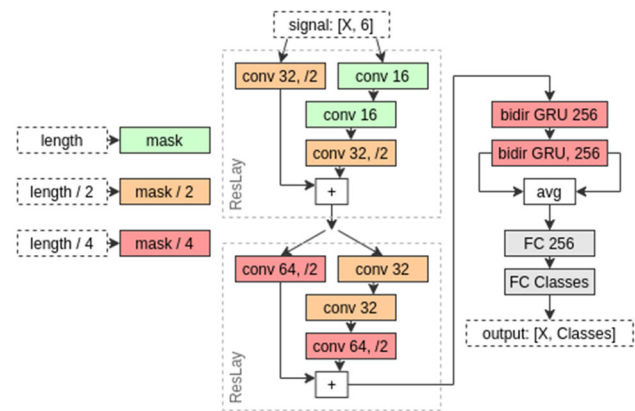 signal: [X, 6]
conv 32, /2
conv 16
conv 16
conv 32, /2
+
ResLay
length
mask
length / 2
mask / 2
length / 4
mask / 4
conv 64, /2
conv 32
conv 32
conv 64, /2
+
ResLay
bidir GRU 256
bidir GRU, 256
avg
FC 256
FC Classes
output: [X, Classes]